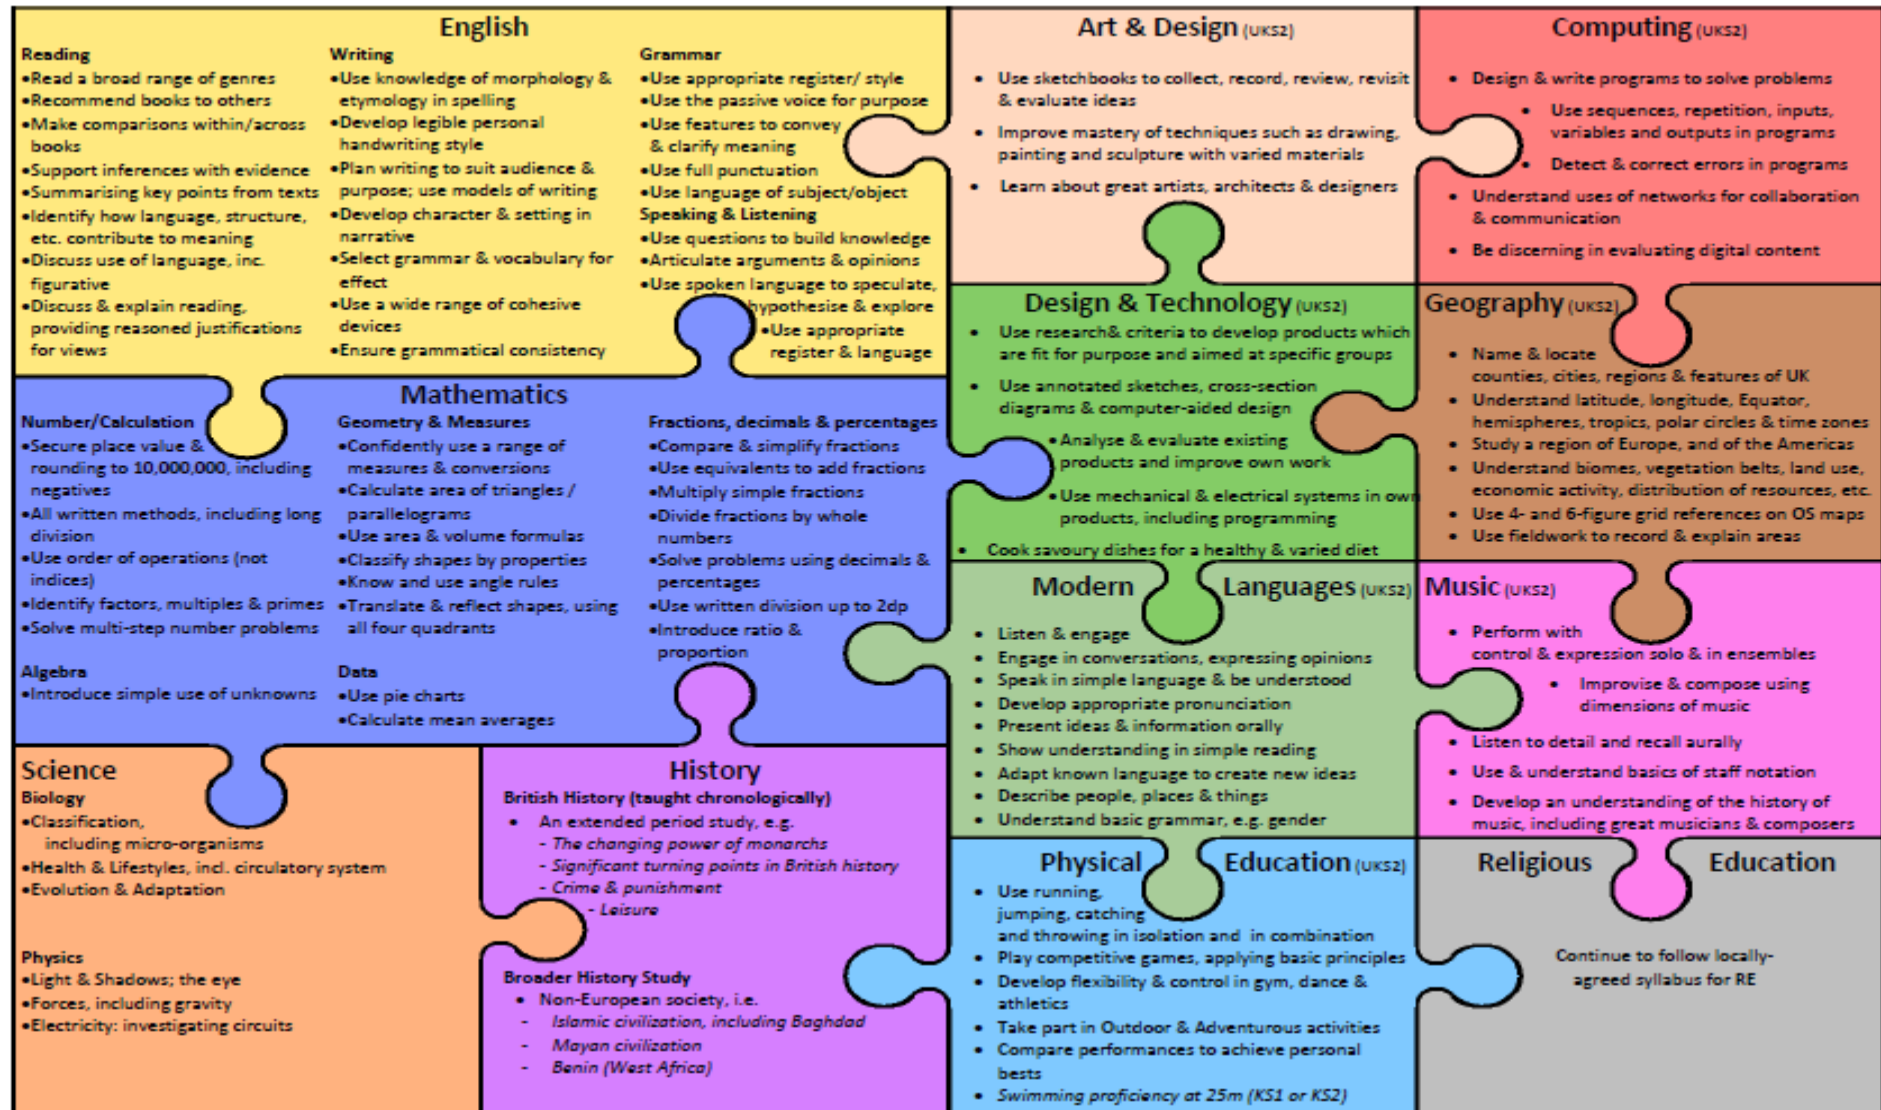 English
Reading
•Read a broad range of genres
•Recommend books to others
•Make comparisons within/across
books
•Support inferences with evidence
•Summarising key points from texts
•Identify how language, structure,
etc. contribute to meaning
•Discuss use of language, inc.
figurative
•Discuss & explain reading,
providing reasoned justifications
for views
Writing
•Use knowledge of morphology &
etymology in spelling
•Develop legible personal
handwriting style
•Plan writing to suit audience &
purpose; use models of writing
•Develop character & setting in
narrative
•Select grammar & vocabulary for
effect
•Use a wide range of cohesive
devices
•Ensure grammatical consistency
Grammar
•Use appropriate register/ style
•Use the passive voice for purpose
•Use features to convey
& clarify meaning
•Use full punctuation
•Use language of subject/object
Speaking & Listening
•Use questions to build knowledge
•Articulate arguments & opinions
•Use spoken language to speculate,
hypothesise & explore
•Use appropriate
register & language
Art & Design (UKS2)
• Use sketchbooks to collect, record, review, revisit
& evaluate ideas
• Improve mastery of techniques such as drawing,
painting and sculpture with varied materials
• Learn about great artists, architects & designers
Computing (UKS2)
• Design & write programs to solve problems
• Use sequences, repetition, inputs,
variables and outputs in programs
• Detect & correct errors in programs
• Understand uses of networks for collaboration
& communication
• Be discerning in evaluating digital content
Mathematics
Number/Calculation
•Secure place value &
rounding to 10,000,000, including
negatives
•All written methods, including long
division
•Use order of operations (not
indices)
•Identify factors, multiples & primes
•Solve multi-step number problems
Algebra
•Introduce simple use of unknowns
Geometry & Measures
•Confidently use a range of
measures & conversions
•Calculate area of triangles /
parallelograms
•Use area & volume formulas
•Classify shapes by properties
•Know and use angle rules
•Translate & reflect shapes, using
all four quadrants
Data
•Use pie charts
•Calculate mean averages
Fractions, decimals & percentages
•Compare & simplify fractions
•Use equivalents to add fractions
•Multiply simple fractions
•Divide fractions by whole
numbers
•Solve problems using decimals &
percentages
•Use written division up to 2dp
•Introduce ratio &
proportion
Design & Technology (UKS2)
• Use research& criteria to develop products which
are fit for purpose and aimed at specific groups
• Use annotated sketches, cross-section
diagrams & computer-aided design
•Analyse & evaluate existing
products and improve own work
•Use mechanical & electrical systems in own
products, including programming
• Cook savoury dishes for a healthy & varied diet
Geography (UKS2)
• Name & locate
counties, cities, regions & features of UK
• Understand latitude, longitude, Equator,
hemispheres, tropics, polar circles & time zones
• Study a region of Europe, and of the Americas
• Understand biomes, vegetation belts, land use,
economic activity, distribution of resources, etc.
• Use 4- and 6-figure grid references on OS maps
• Use fieldwork to record & explain areas
Modern Languages (UKS2)
• Listen & engage
• Engage in conversations, expressing opinions
• Speak in simple language & be understood
• Develop appropriate pronunciation
• Present ideas & information orally
• Show understanding in simple reading
• Adapt known language to create new ideas
• Describe people, places & things
• Understand basic grammar, e.g. gender
Music (UKS2)
• Perform with
control & expression solo & in ensembles
• Improvise & compose using
dimensions of music
• Listen to detail and recall aurally
• Use & understand basics of staff notation
• Develop an understanding of the history of
music, including great musicians & composers
Science
Biology
•Classification,
including micro-organisms
•Health & Lifestyles, incl. circulatory system
•Evolution & Adaptation
Physics
•Light & Shadows; the eye
•Forces, including gravity
•Electricity: investigating circuits
History
British History (taught chronologically)
• An extended period study, e.g.
- The changing power of monarchs
- Significant turning points in British history
- Crime & punishment
- Leisure
Broader History Study
• Non-European society, i.e.
- Islamic civilization, including Baghdad
- Mayan civilization
- Benin (West Africa)
Physical Education (UKS2)
• Use running,
jumping, catching
and throwing in isolation and in combination
• Play competitive games, applying basic principles
• Develop flexibility & control in gym, dance &
athletics
• Take part in Outdoor & Adventurous activities
• Compare performances to achieve personal
bests
• Swimming proficiency at 25m (KS1 or KS2)
Religious Education
Continue to follow locally-
agreed syllabus for RE